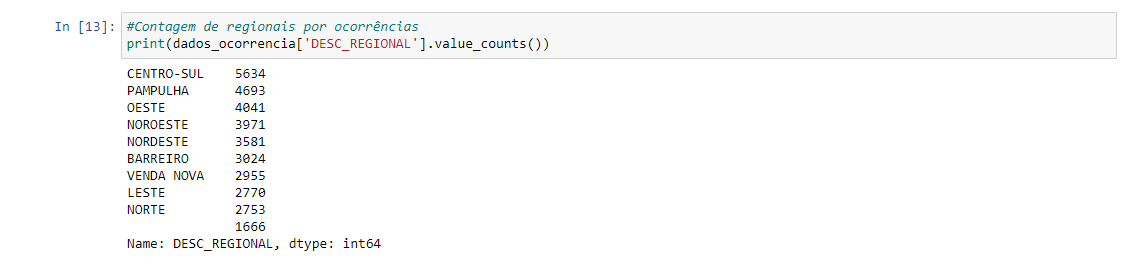 In [13]: #Contagem de regionais por ocorrências
print(dados_ocorrencia['DESC_REGIONAL'].value_counts())
CENTRO-SUL    5634
PAMPULHA      4693
OESTE         4041
NOROESTE      3971
NORDESTE      3581
BARREIRO      3024
VENDA NOVA    2955
LESTE         2770
NORTE         2753
              1666
Name: DESC_REGIONAL, dtype: int64